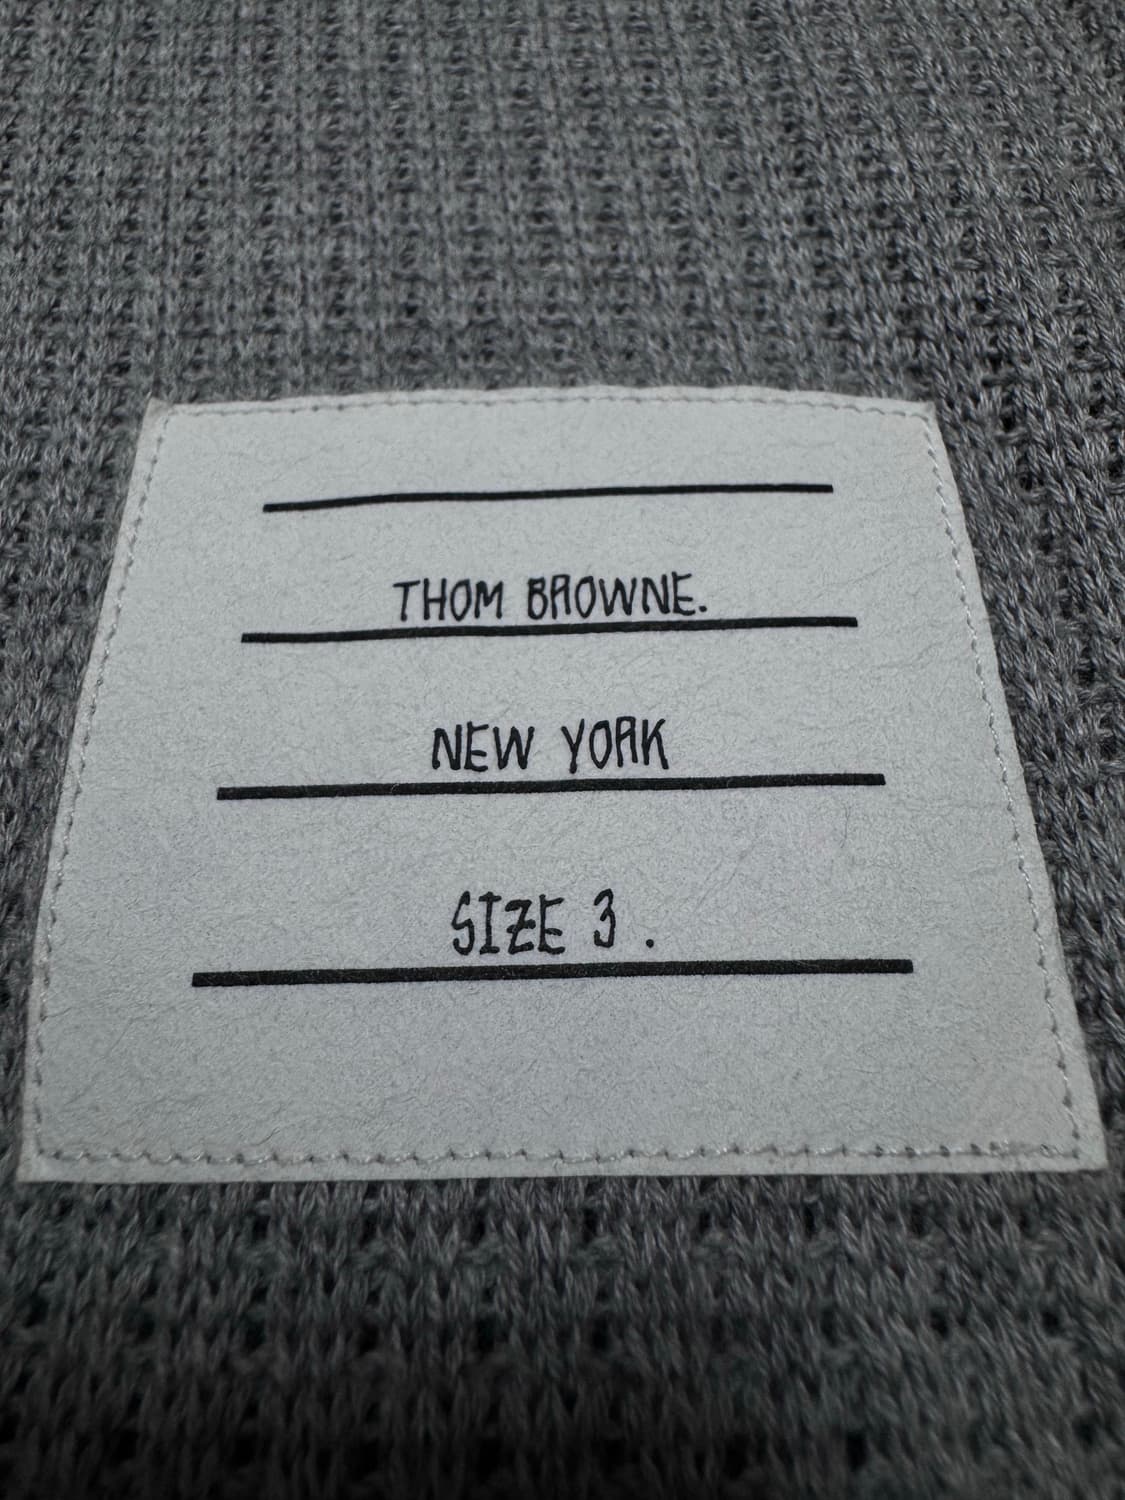 THOM BROWNE.
NEW YORK
SIZE 3 .